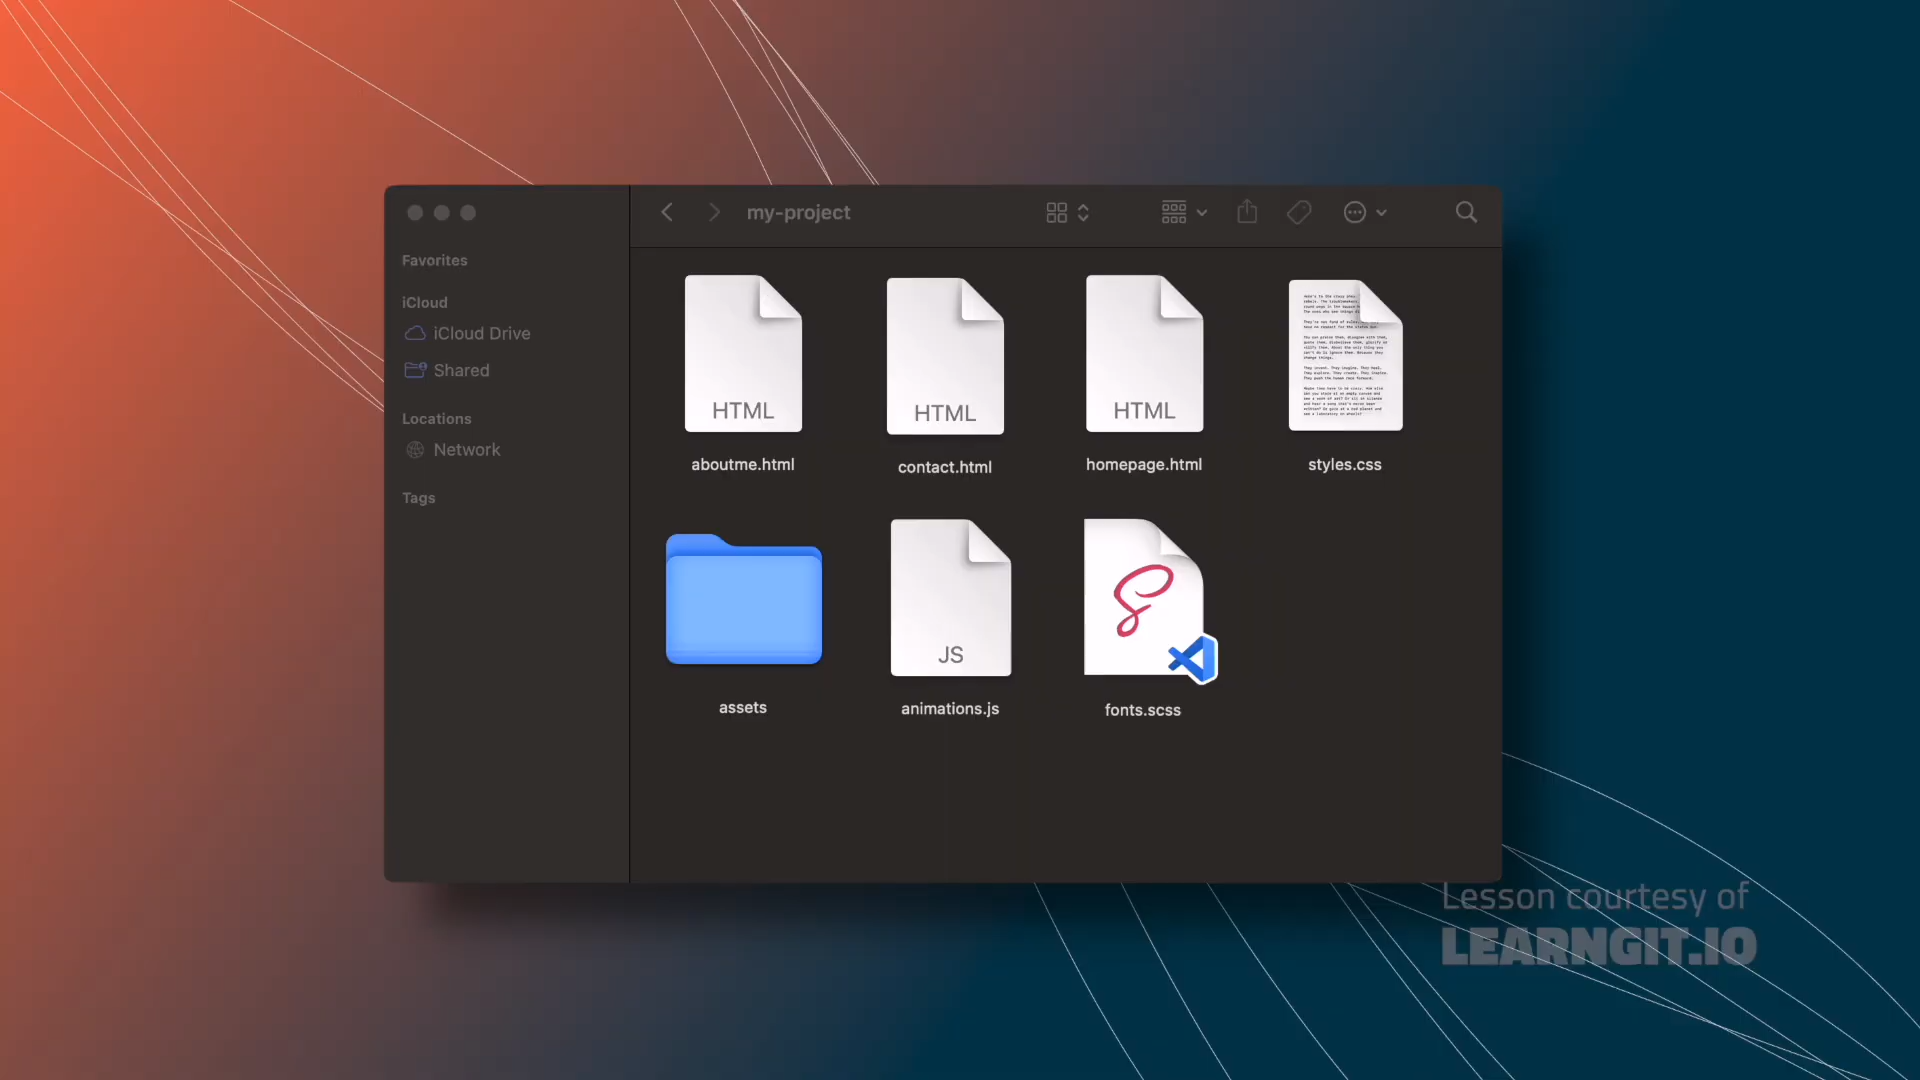 my-project
Favorites
iCloud
iCloud Drive
Shared
Locations
Network
Tags
HTML
HTML
HTML
aboutme.html
contact.html
homepage.html
styles.css
JS
assets
animations.js
fonts.scss
Lesson courtesy of
LEARNGIT.IO